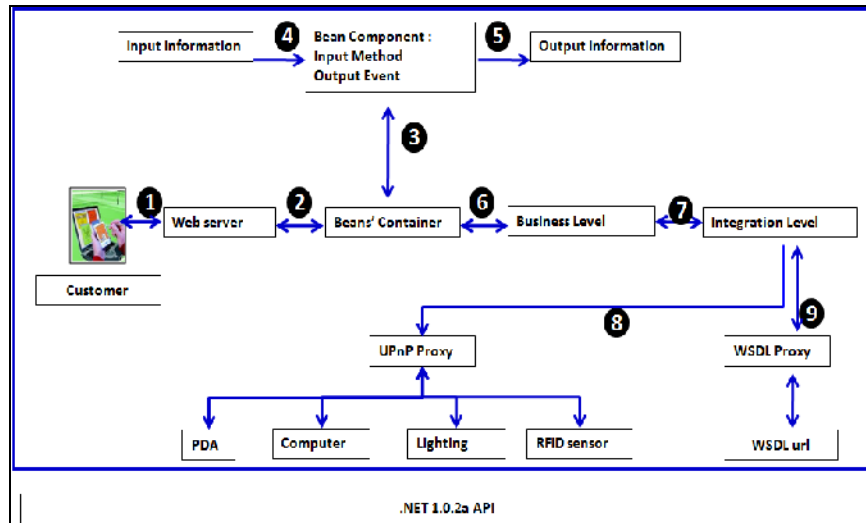 Input Information
4
Bean Component :
Input Method
Output Event
5
Output Information
3
1
Web server
2
Beans' Container
6
Business Level
7
Integration Level
Customer
8
9
UPnP Proxy
WSDL Proxy
PDA
Computer
Lighting
RFID sensor
WSDL url
.NET 1.0.2a API